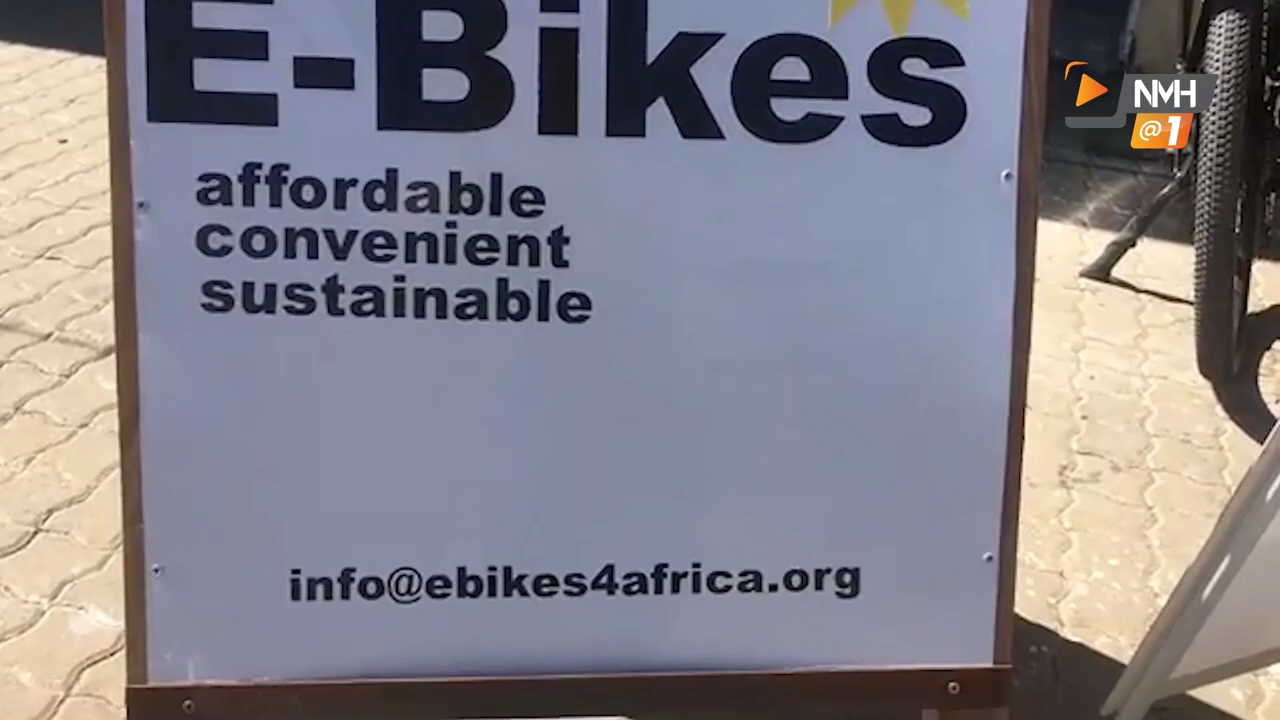 E-Bikes
NMH
@1
affordable
convenient
sustainable
info@ebikes4africa.org